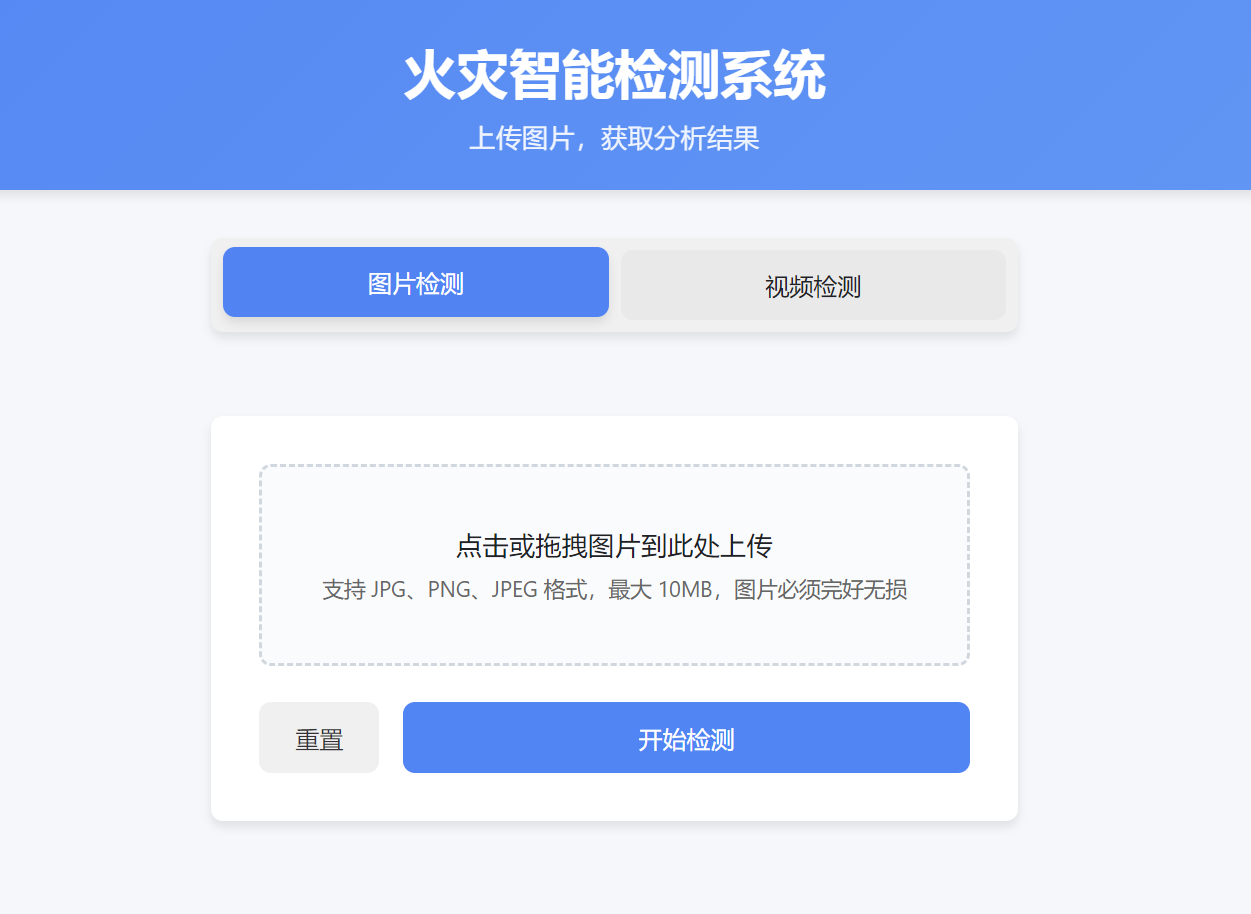 火灾智能检测系统
上传图片，获取分析结果
图片检测
视频检测
点击或拖拽图片到此处上传
支持 JPG、PNG、JPEG 格式，最大 10MB，图片必须完好无损
重置
开始检测